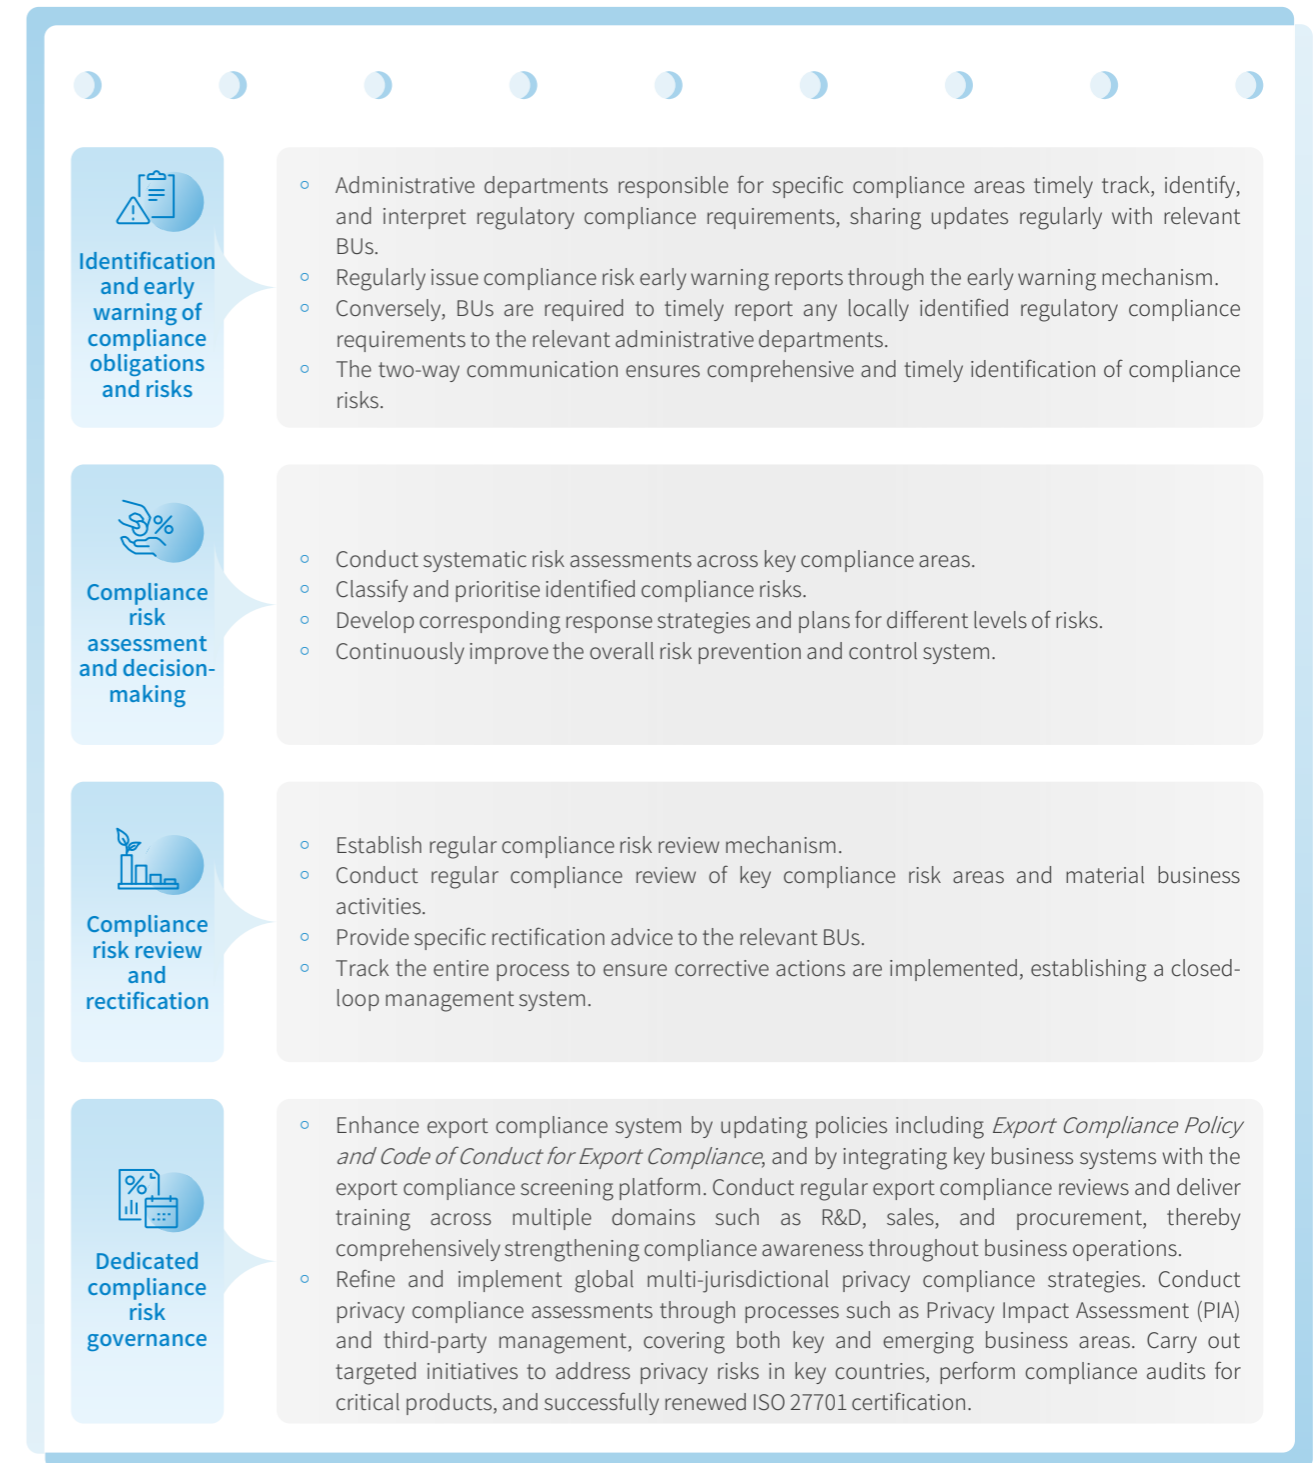 Identification
and early
warning of
compliance
obligations
and risks
◦ Administrative departments responsible for specific compliance areas timely track, identify,
and interpret regulatory compliance requirements, sharing updates regularly with relevant
BUs.
◦ Regularly issue compliance risk early warning reports through the early warning mechanism.
◦ Conversely, BUs are required to timely report any locally identified regulatory compliance
requirements to the relevant administrative departments.
◦ The two-way communication ensures comprehensive and timely identification of compliance
risks.
%
Compliance
risk
assessment
and decision-
making
◦ Conduct systematic risk assessments across key compliance areas.
◦ Classify and prioritise identified compliance risks.
◦ Develop corresponding response strategies and plans for different levels of risks.
◦ Continuously improve the overall risk prevention and control system.
Compliance
risk review
and
rectification
◦ Establish regular compliance risk review mechanism.
◦ Conduct regular compliance review of key compliance risk areas and material business
activities.
◦ Provide specific rectification advice to the relevant BUs.
◦ Track the entire process to ensure corrective actions are implemented, establishing a closed-
loop management system.
%
Dedicated
compliance
risk
governance
◦ Enhance export compliance system by updating policies including Export Compliance Policy
and Code of Conduct for Export Compliance, and by integrating key business systems with the
export compliance screening platform. Conduct regular export compliance reviews and deliver
training across multiple domains such as R&D, sales, and procurement, thereby
comprehensively strengthening compliance awareness throughout business operations.
◦ Refine and implement global multi-jurisdictional privacy compliance strategies. Conduct
privacy compliance assessments through processes such as Privacy Impact Assessment (PIA)
and third-party management, covering both key and emerging business areas. Carry out
targeted initiatives to address privacy risks in key countries, perform compliance audits for
critical products, and successfully renewed ISO 27701 certification.